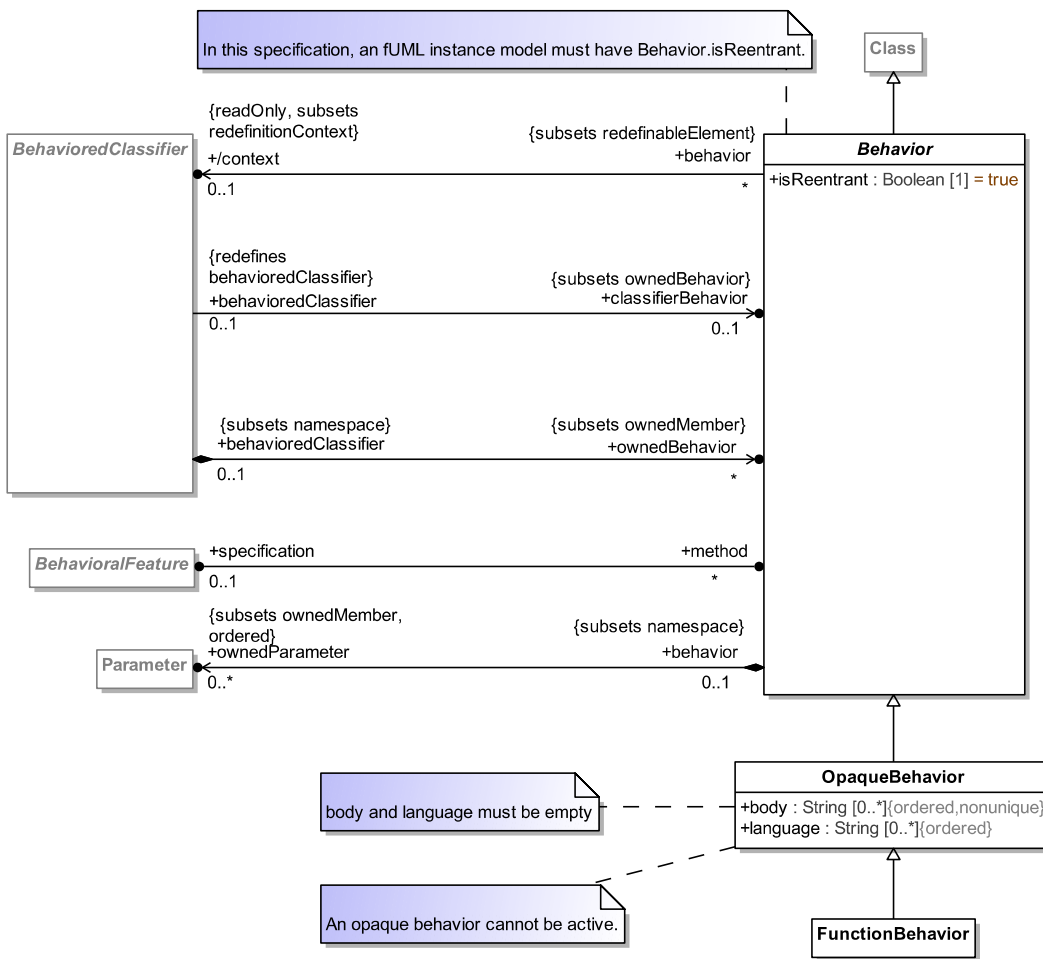 In this specification, an fUML instance model must have Behavior.isReentrant.
Class
{readOnly, subsets
redefinitionContext}
+/context
0..1
{subsets redefinableElement}
+behavior
*
BehavioredClassifier
Behavior
+isReentrant : Boolean [1] = true
{redefines
behavioredClassifier}
+behavioredClassifier
0..1
{subsets ownedBehavior}
+classifierBehavior
0..1
{subsets namespace}
+behavioredClassifier
0..1
{subsets ownedMember}
+ownedBehavior
*
BehavioralFeature
+specification
0..1
+method
*
{subsets ownedMember,
ordered}
+ownedParameter
0..*
{subsets namespace}
+behavior
0..1
Parameter
OpaqueBehavior
+body : String [0..*]{ordered,nonunique}
+language : String [0..*]{ordered}
body and language must be empty
An opaque behavior cannot be active.
FunctionBehavior